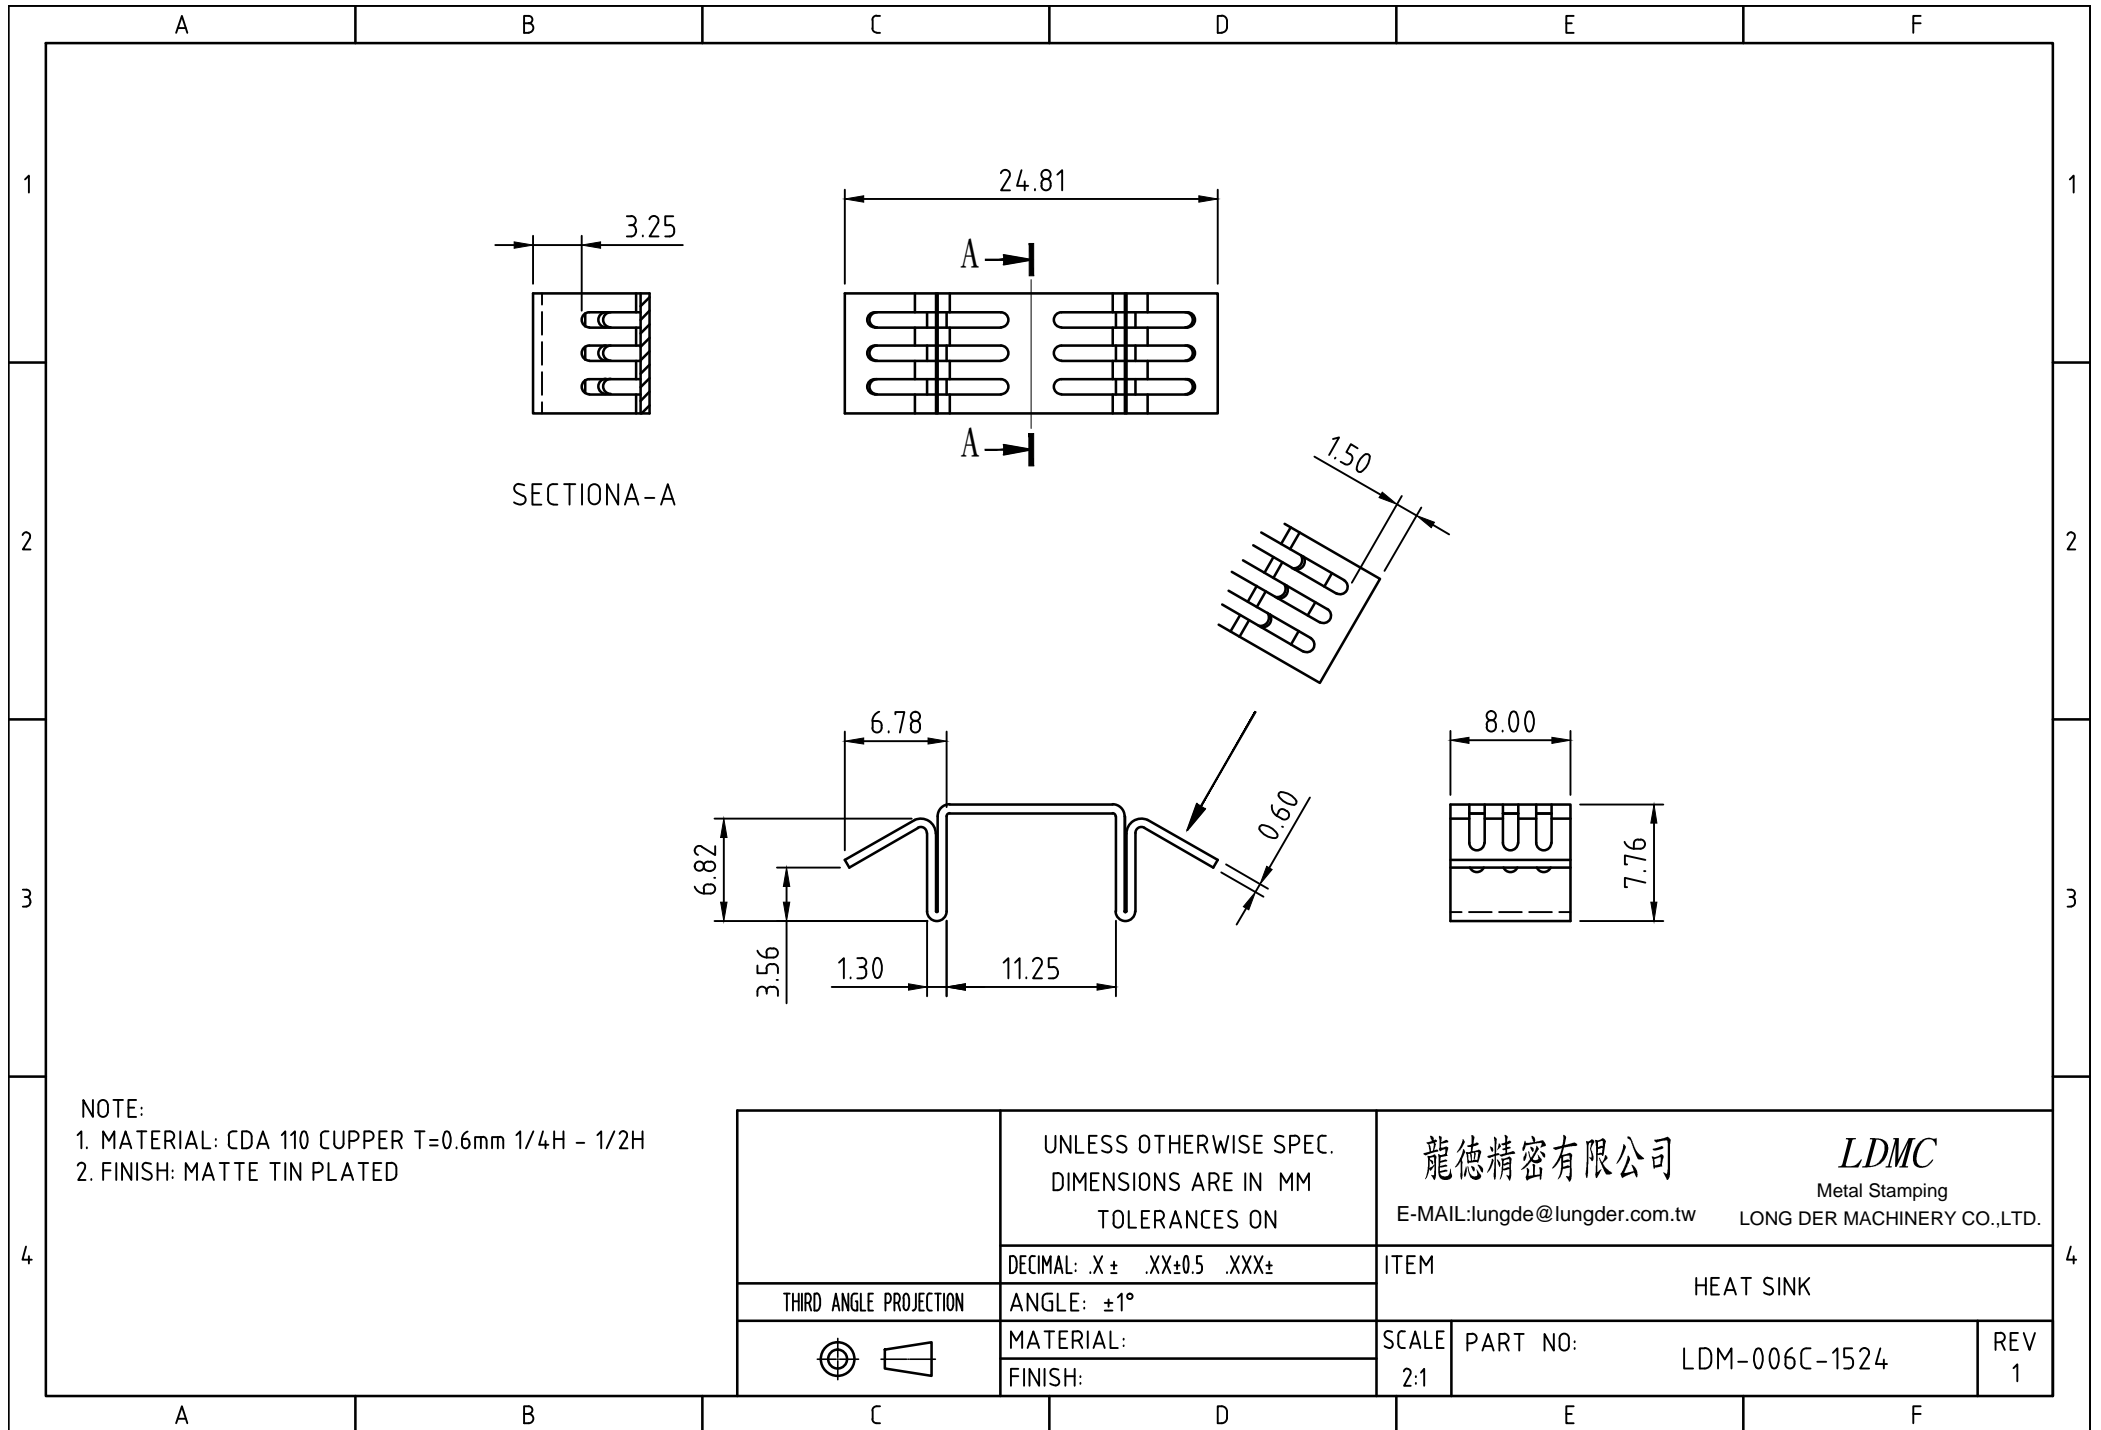 A B C D E F
1 1
24.81
3.25
A
A
SECTIONA-A
1.50
2 2
6.78
8.00
0.60
6.82
7.76
3 3
3.56
1.30
11.25
NOTE:
1. MATERIAL: CDA 110 CUPPER T=0.6mm 1/4H - 1/2H
2. FINISH: MATTE TIN PLATED
UNLESS OTHERWISE SPEC.
DIMENSIONS ARE IN MM
TOLERANCES ON
龍德精密有限公司
E-MAIL:lungde@lungder.com.tw
LDMC
Metal Stamping
LONG DER MACHINERY CO.,LTD.
4 4
DECIMAL: .X ± .XX±0.5 .XXX±
ITEM
HEAT SINK
THIRD ANGLE PROJECTION
ANGLE: ±1°
MATERIAL:
FINISH:
SCALE
2:1
PART NO:
LDM-006C-1524
REV
1
A B C D E F